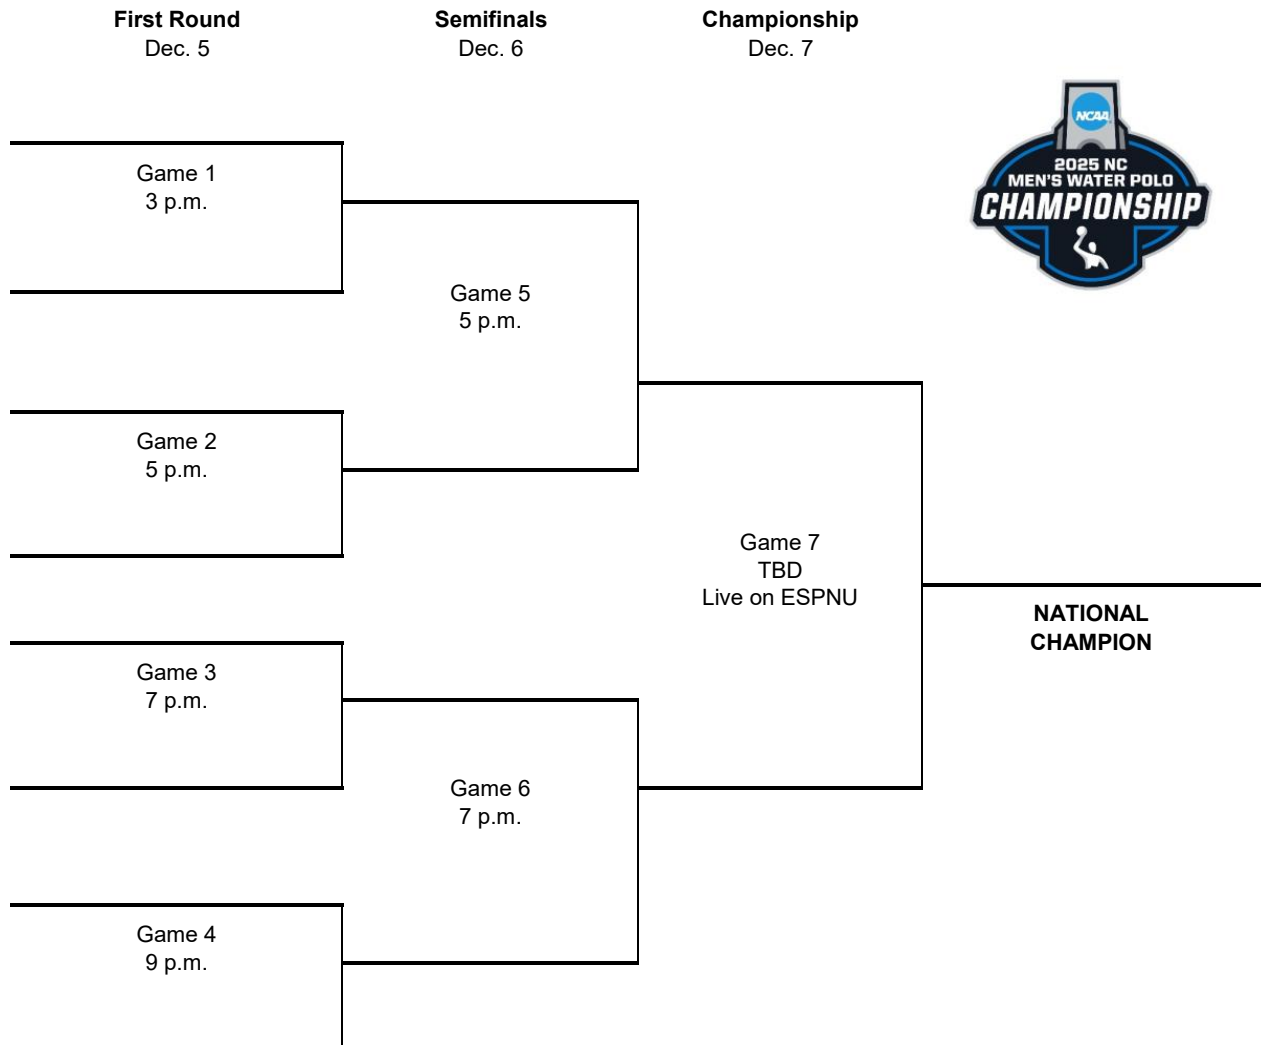 First Round
Dec. 5
Semifinals
Dec. 6
Championship
Dec. 7
NCAA
2025 NC
MEN'S WATER POLO
CHAMPIONSHIP
Game 1
3 p.m.
Game 5
5 p.m.
Game 2
5 p.m.
Game 7
TBD
Live on ESPNU
NATIONAL
CHAMPION
Game 3
7 p.m.
Game 6
7 p.m.
Game 4
9 p.m.